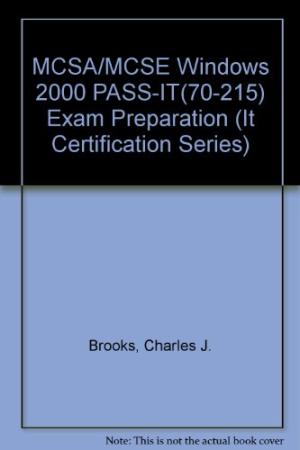 MCSA/MCSE Windows
2000 PASS-IT(70-215)
Exam Preparation (It
Certification Series)
Brooks, Charles J.
Note: This is not the actual book cover